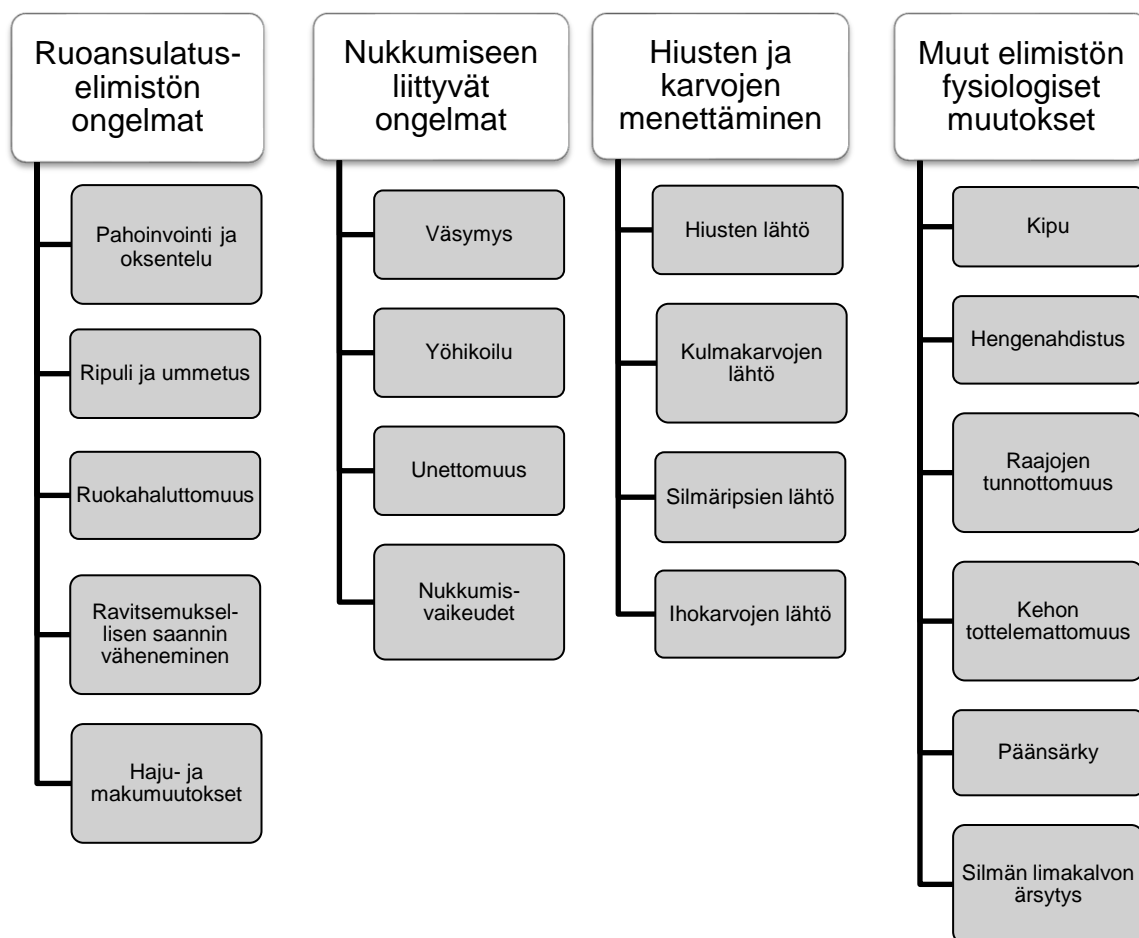 Ruoansulatus-
elimistön
ongelmat
Pahoinvointi ja
oksentelu
Ripuli ja ummetus
Ruokahaluttomuus
Ravitsemuksel-
lisen saannin
väheneminen
Haju- ja
makumuutokset
Nukkumiseen
liittyvät
ongelmat
Väsymys
Yöhikoilu
Unettomuus
Nukkumis-
vaikeudet
Hiusten ja
karvojen
menettäminen
Hiusten lähtö
Kulmakarvojen
lähtö
Silmäripsien lähtö
Ihokarvojen lähtö
Muut elimistön
fysiologiset
muutokset
Kipu
Hengenahdistus
Raajojen
tunnottomuus
Kehon
tottelemattomuus
Päänsärky
Silmän limakalvon
ärsytys